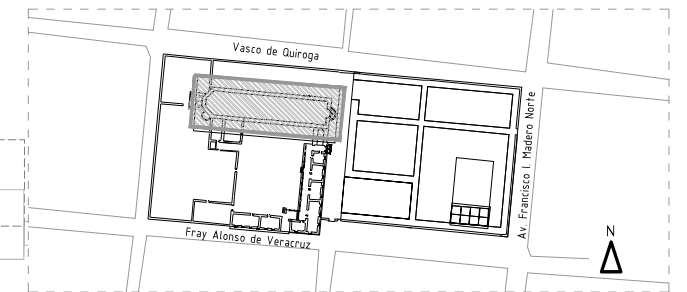 Vasco de Quiroga
Av. Francisco I. Madero Norte
Fray Alonso de Veracruz
N